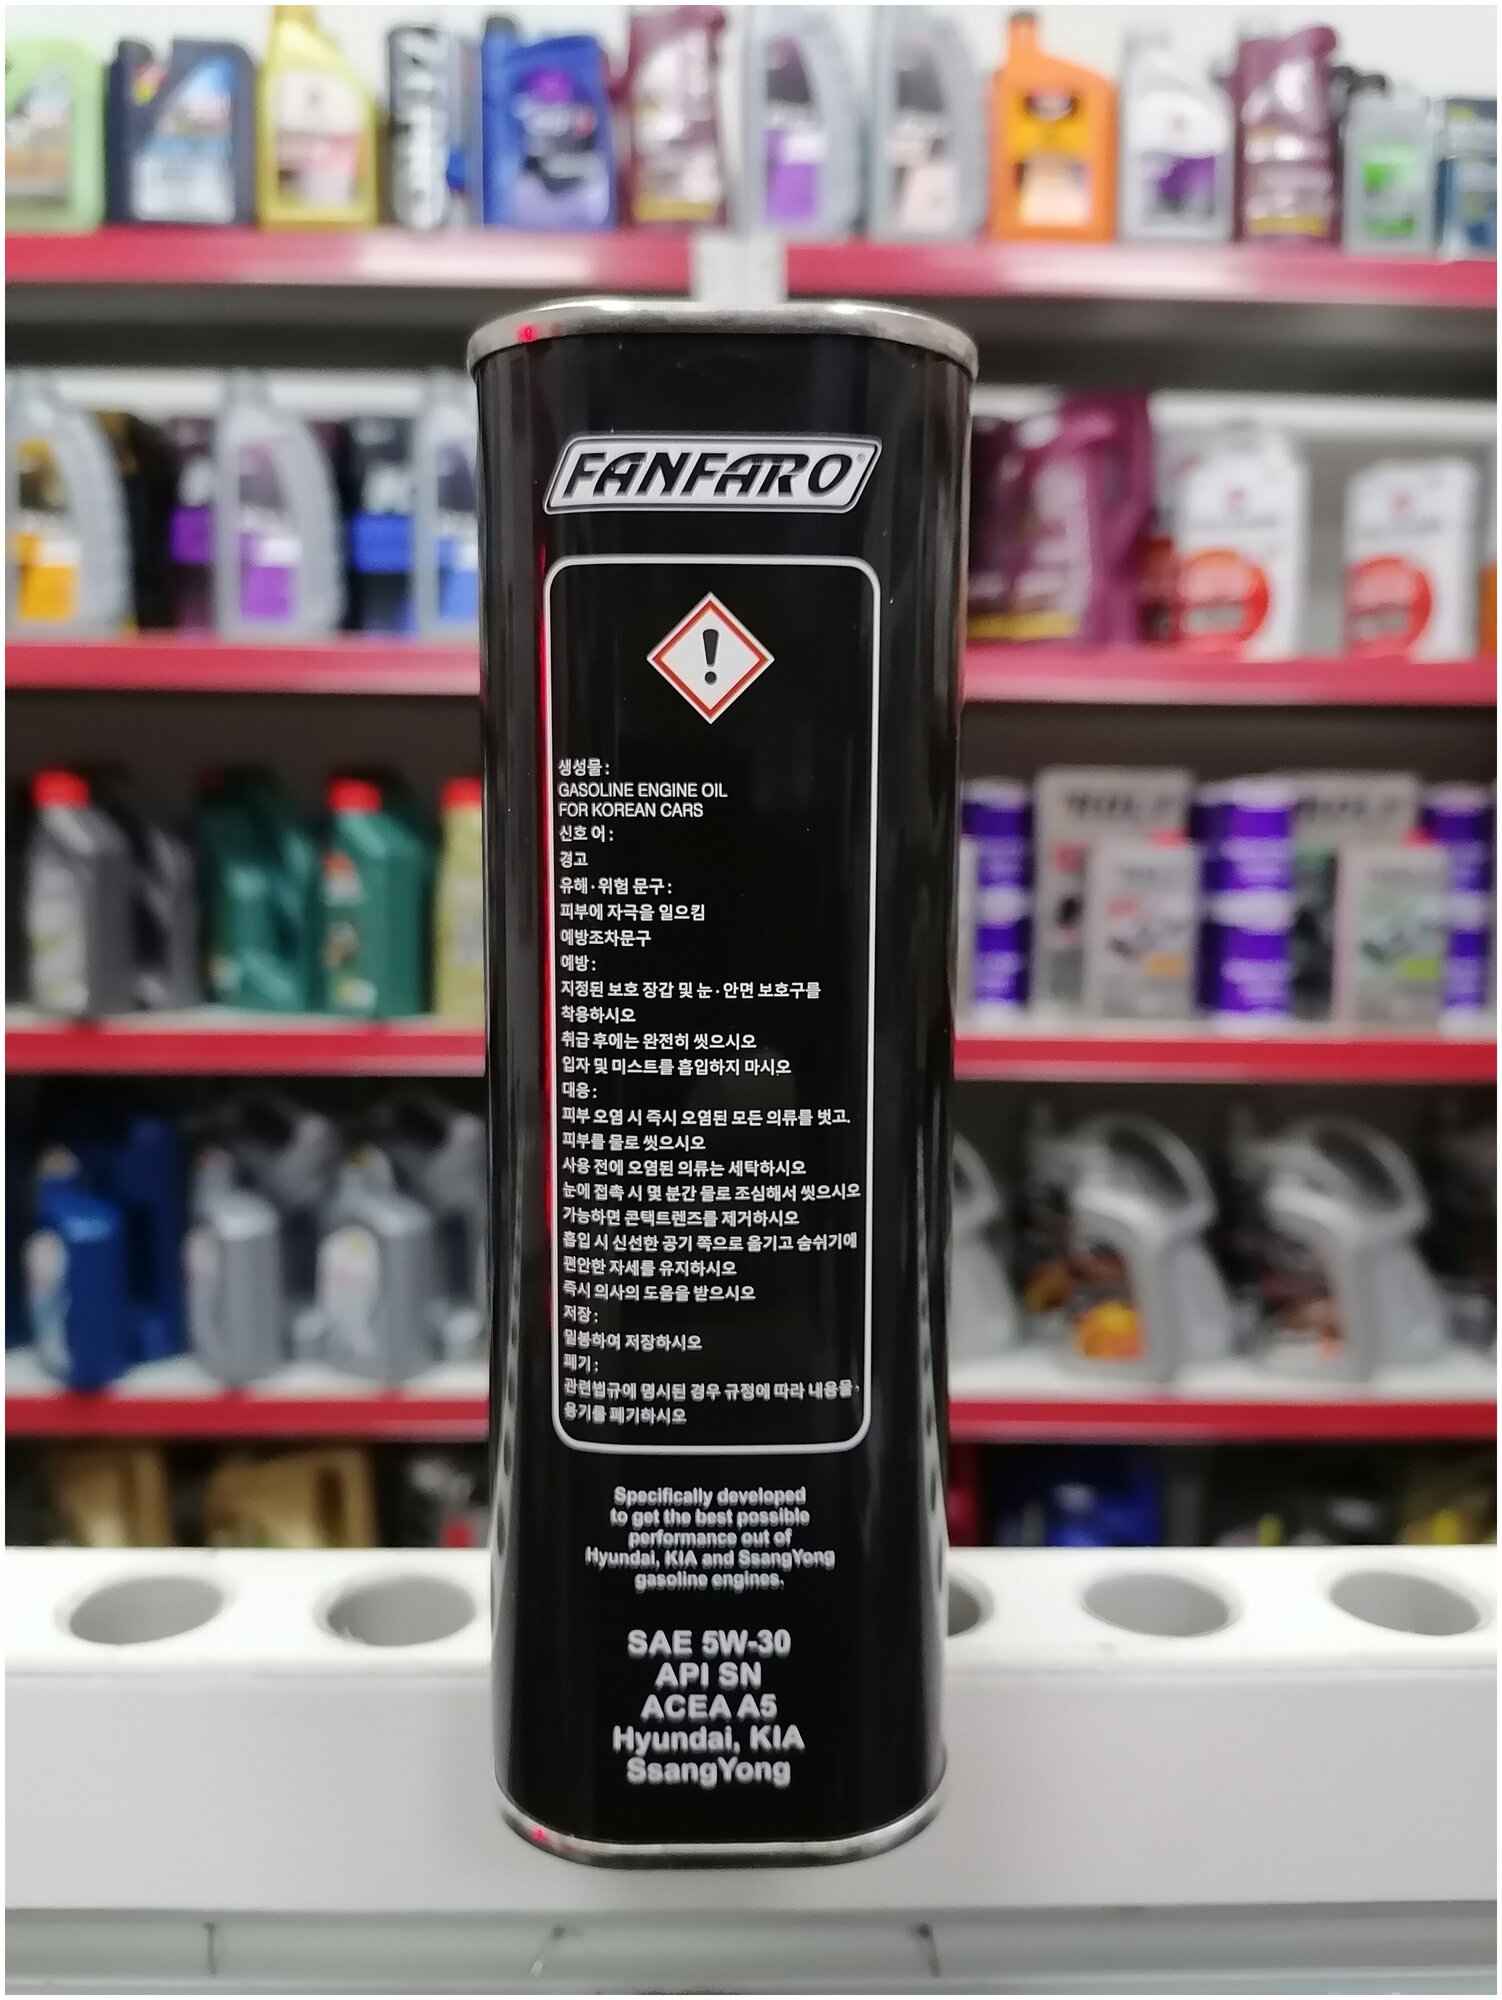 FANFARO®
생성물 :
GASOLINE ENGINE OIL
FOR KOREAN CARS
신호 어 :
경고
유해 · 위험 문구 :
피부에 자극을 일으킴
예방조차문구
예방 :
지정된 보호 장갑 및 눈 · 안면 보호구를
착용하시오
취급 후에는 완전히 씻으시오
입자 및 미스트를 흡입하지 마시오
대응 :
피부 오염 시 즉시 오염된 모든 의류를 벗고.
피부를 물로 씻으시오
사용 전에 오염된 의류는 세탁하시오
눈에 접촉 시 몇 분간 물로 조심해서 씻으시오
가능하면 콘택트렌즈를 제거하시오
흡입 시 신선한 공기 쪽으로 옮기고 숨쉬기에
편안한 자세를 유지하시오
즉시 의사의 도움을 받으시오
저장 :
밀봉하여 저장하시오
폐기 :
관련법규에 명시된 경우 규정에 따라 내용물 ·
용기를 폐기하시오
Specifically developed
to get the best possible
performance out of
Hyundai, KIA and SsangYong
gasoline engines.
SAE 5W-30
API SN
ACEA A5
Hyundai, KIA
SsangYong